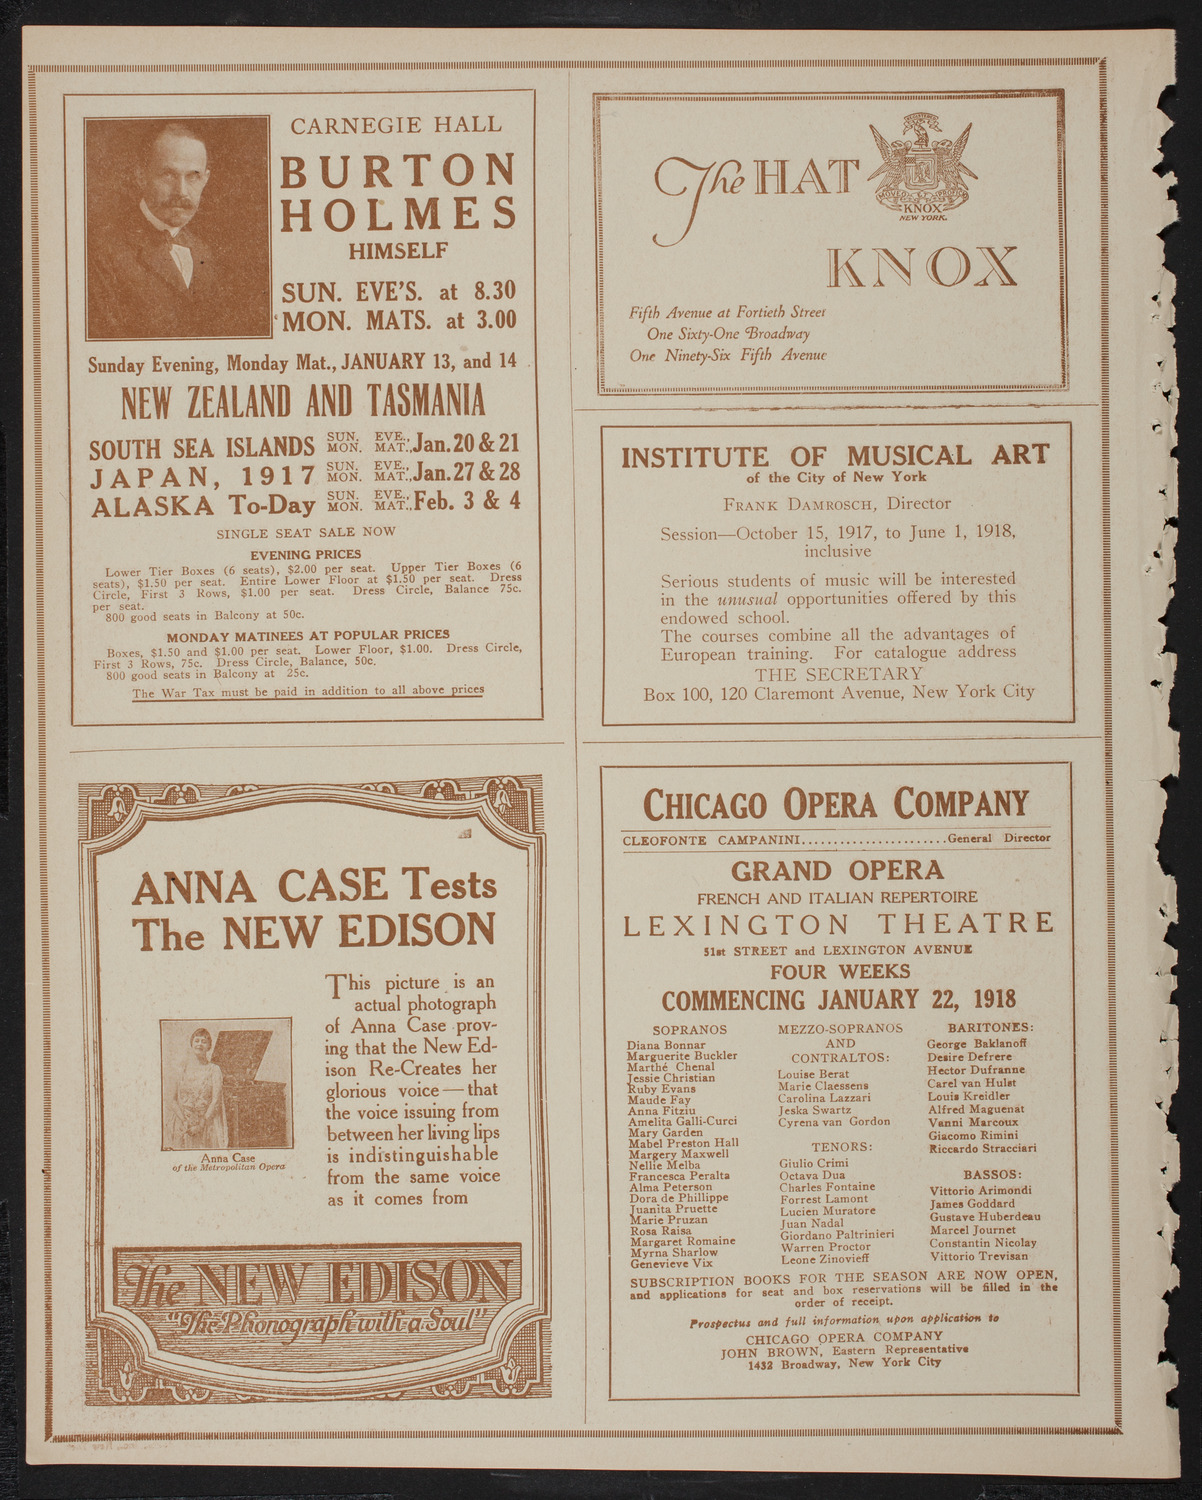 CARNEGIE HALL
BURTON
HOLMES
HIMSELF
SUN. EVE'S. at 8.30
MON. MATS. at 3.00
Sunday Evening, Monday Mat., JANUARY 13, and 14
NEW ZEALAND AND TASMANIA
SOUTH SEA ISLANDS SUN. EVE., MON. MAT., Jan. 20 & 21
JAPAN, 1917 SUN. EVE., MON. MAT., Jan. 27 & 28
ALASKA To-Day SUN. EVE., MON. MAT., Feb. 3 & 4
SINGLE SEAT SALE NOW
EVENING PRICES
Lower Tier Boxes (6 seats), $2.00 per seat. Upper Tier Boxes (6
seats), $1.50 per seat. Entire Lower Floor at $1.50 per seat. Dress
Circle, First 3 Rows, $1.00 per seat. Dress Circle, Balance 75c.
per seat.
800 good seats in Balcony at 50c.
MONDAY MATINEES AT POPULAR PRICES
Boxes, $1.50 and $1.00 per seat. Lower Floor, $1.00. Dress Circle,
First 3 Rows, 75c. Dress Circle, Balance, 50c.
800 good seats in Balcony at 25c.
The War Tax must be paid in addition to all above prices
ANNA CASE Tests
The NEW EDISON
This picture is an
actual photograph
of Anna Case prov-
ing that the New Ed-
ison Re-Creates her
glorious voice — that
the voice issuing from
between her living lips
is indistinguishable
from the same voice
as it comes from
Anna Case
of the Metropolitan Opera
The NEW EDISON
"The Phonograph with a Soul"
The HAT
KNOX
NEW YORK.
KNOX
Fifth Avenue at Fortieth Street
One Sixty-One Broadway
One Ninety-Six Fifth Avenue
INSTITUTE OF MUSICAL ART
of the City of New York
FRANK DAMROSCH, Director
Session—October 15, 1917, to June 1, 1918,
inclusive
Serious students of music will be interested
in the unusual opportunities offered by this
endowed school.
The courses combine all the advantages of
European training. For catalogue address
THE SECRETARY
Box 100, 120 Claremont Avenue, New York City
CHICAGO OPERA COMPANY
CLEOFONTE CAMPANINI.......................General Director
GRAND OPERA
FRENCH AND ITALIAN REPERTOIRE
LEXINGTON THEATRE
51st STREET and LEXINGTON AVENUE
FOUR WEEKS
COMMENCING JANUARY 22, 1918
SOPRANOS
Diana Bonnar
Marguerite Buckler
Marthé Chenal
Jessie Christian
Ruby Evans
Maude Fay
Anna Fitziu
Amelita Galli-Curci
Mary Garden
Mabel Preston Hall
Margery Maxwell
Nellie Melba
Francesca Peralta
Alma Peterson
Dora de Phillippe
Juanita Pruette
Marie Pruzan
Rosa Raisa
Margaret Romaine
Myrna Sharlow
Genevieve Vix
MEZZO-SOPRANOS
AND
CONTRALTOS:
Louise Berat
Marie Claessens
Carolina Lazzari
Jeska Swartz
Cyrena van Gordon
TENORS:
Giulio Crimi
Octava Dua
Charles Fontaine
Forrest Lamont
Lucien Muratore
Juan Nadal
Giordano Paltrinieri
Warren Proctor
Leone Zinovieff
BARITONES:
George Baklanoff
Desire Defrere
Hector Dufranne
Carel van Hulst
Louis Kreidler
Alfred Maguenat
Vanni Marcoux
Giacomo Rimini
Riccardo Stracciari
BASSOS:
Vittorio Arimondi
James Goddard
Gustave Huberdeau
Marcel Journet
Constantin Nicolay
Vittorio Trevisan
SUBSCRIPTION BOOKS FOR THE SEASON ARE NOW OPEN,
and applications for seat and box reservations will be filled in the
order of receipt.
Prospectus and full information upon application to
CHICAGO OPERA COMPANY
JOHN BROWN, Eastern Representative
1432 Broadway, New York City